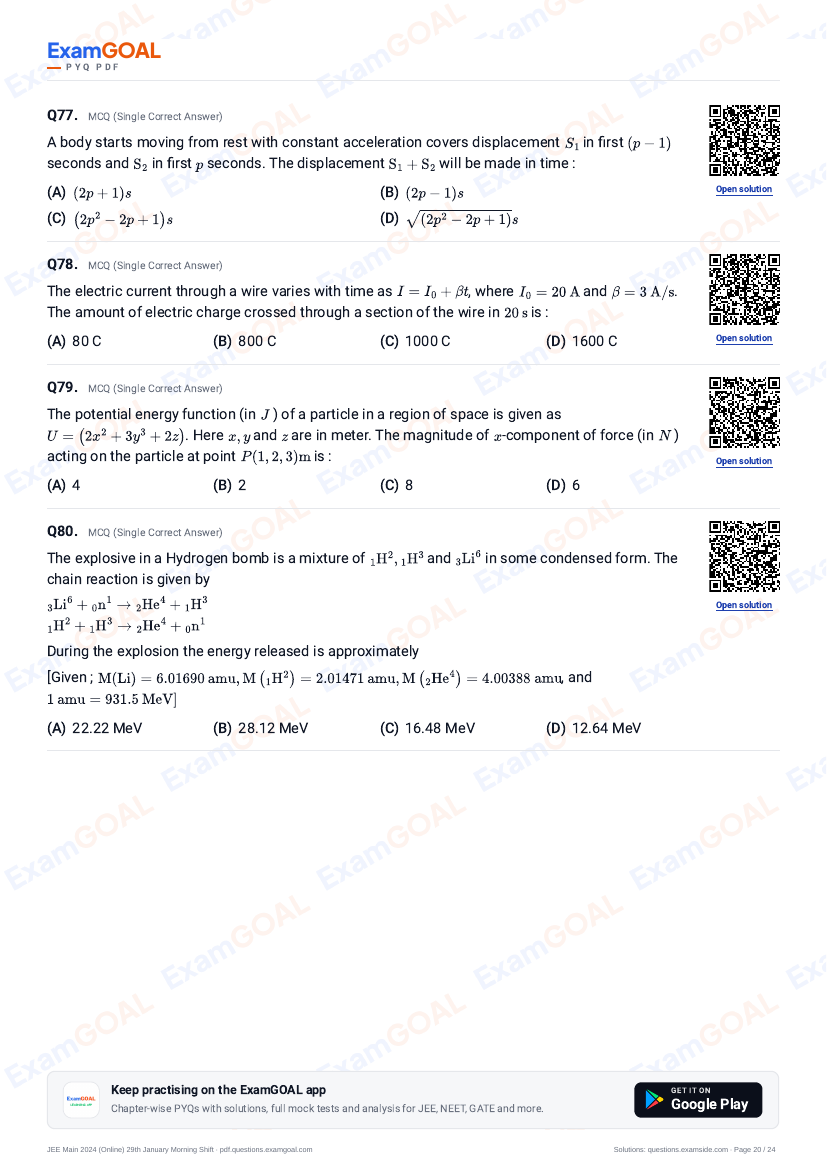 ExamGOAL
PYQ PDF
Q77. MCQ (Single Correct Answer)
A body starts moving from rest with constant acceleration covers displacement S₁ in first (p − 1)
seconds and S₂ in first p seconds. The displacement S₁ + S₂ will be made in time :
(A) (2p + 1)s
(B) (2p − 1)s
(C) (2p² − 2p + 1)s
(D) √(2p² − 2p + 1)s
Open solution
Q78. MCQ (Single Correct Answer)
The electric current through a wire varies with time as I = I₀ + βt, where I₀ = 20 A and β = 3 A/s.
The amount of electric charge crossed through a section of the wire in 20 s is :
(A) 80 C (B) 800 C (C) 1000 C (D) 1600 C
Open solution
Q79. MCQ (Single Correct Answer)
The potential energy function (in J ) of a particle in a region of space is given as
U = (2x² + 3y³ + 2z). Here x, y and z are in meter. The magnitude of x-component of force (in N )
acting on the particle at point P(1, 2, 3)m is :
(A) 4 (B) 2 (C) 8 (D) 6
Open solution
Q80. MCQ (Single Correct Answer)
The explosive in a Hydrogen bomb is a mixture of ₁H², ₁H³ and ₃Li⁶ in some condensed form. The
chain reaction is given by
₃Li⁶ + ₀n¹ → ₂He⁴ + ₁H³
₁H² + ₁H³ → ₂He⁴ + ₀n¹
During the explosion the energy released is approximately
[Given ; M(Li) = 6.01690 amu, M (₁H²) = 2.01471 amu, M (₂He⁴) = 4.00388 amu, and
1 amu = 931.5 MeV]
(A) 22.22 MeV (B) 28.12 MeV (C) 16.48 MeV (D) 12.64 MeV
Open solution
Keep practising on the ExamGOAL app
Chapter-wise PYQs with solutions, full mock tests and analysis for JEE, NEET, GATE and more.
GET IT ON
Google Play
JEE Main 2024 (Online) 29th January Morning Shift · pdf.questions.examgoal.com
Solutions: questions.examside.com · Page 20 / 24